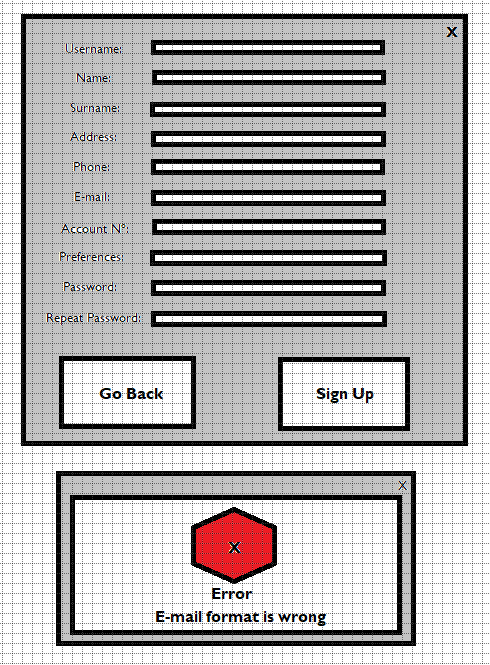 X
Username:
Name:
Surname:
Address:
Phone:
E-mail:
Account Nº:
Preferences:
Password:
Repeat Password:
Go Back
Sign Up
X
X
Error
E-mail format is wrong